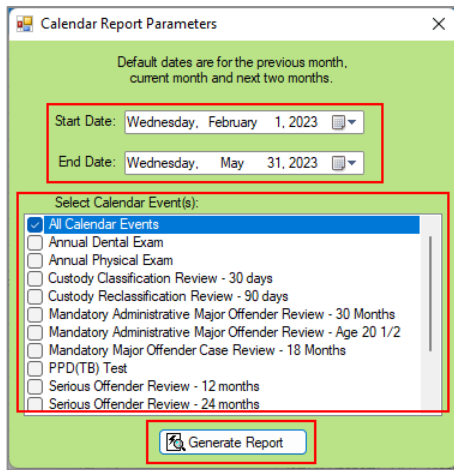 Calendar Report Parameters
Default dates are for the previous month,
current month and next two months.
Start Date: Wednesday, February 1, 2023
End Date: Wednesday, May 31, 2023
Select Calendar Event(s):
All Calendar Events
Annual Dental Exam
Annual Physical Exam
Custody Classification Review - 30 days
Custody Reclassification Review - 90 days
Mandatory Administrative Major Offender Review - 30 Months
Mandatory Administrative Major Offender Review - Age 20 1/2
Mandatory Major Offender Case Review - 18 Months
PPD(TB) Test
Serious Offender Review - 12 months
Serious Offender Review - 24 months
Generate Report